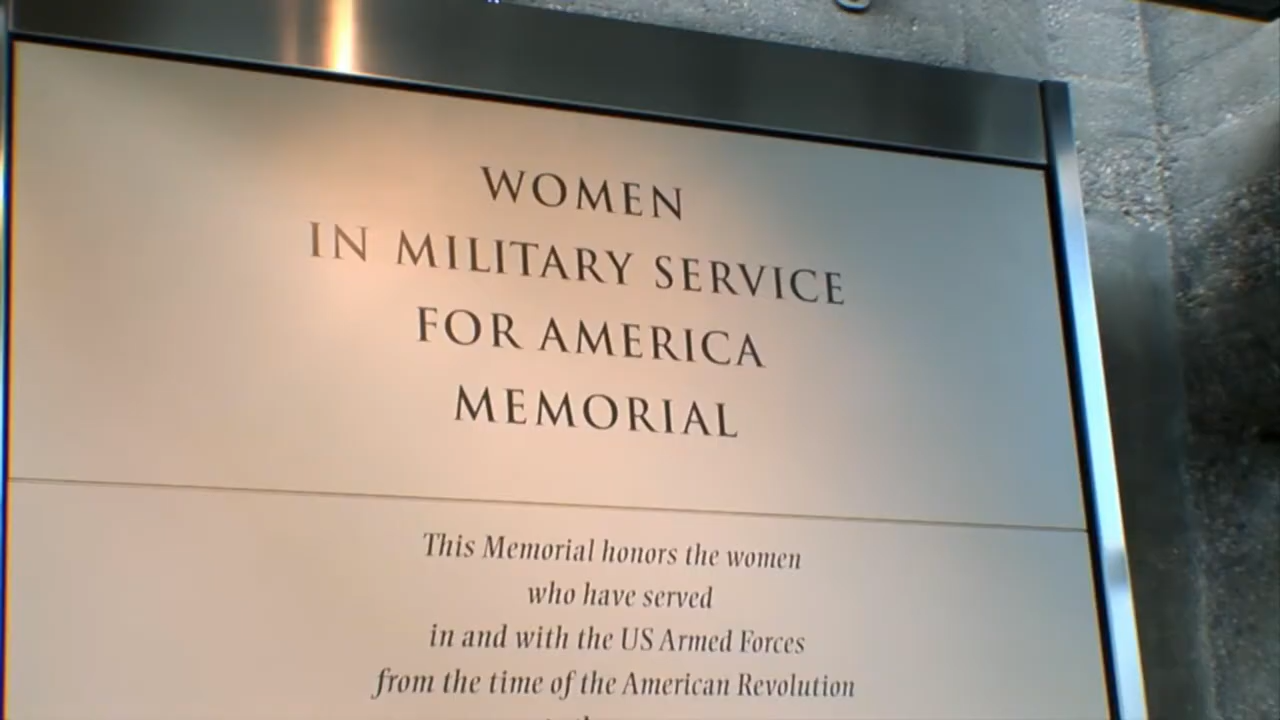 WOMEN
IN MILITARY SERVICE
FOR AMERICA
MEMORIAL
This Memorial honors the women
who have served
in and with the US Armed Forces
from the time of the American Revolution